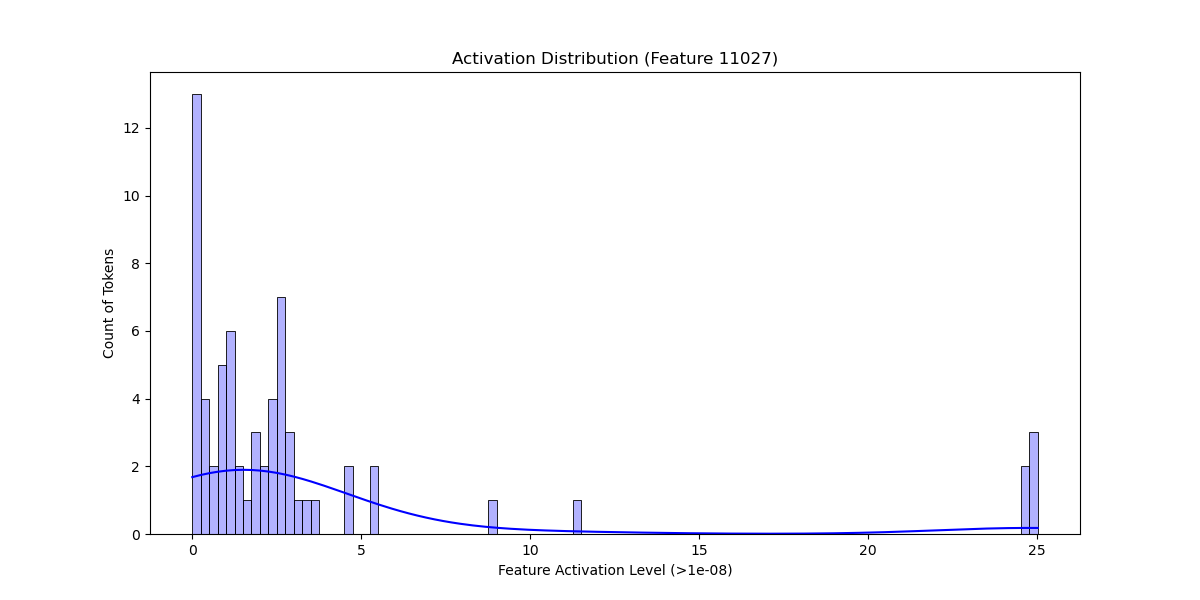 Activation Distribution (Feature 11027)
Count of Tokens
12
10
8
6
4
2
0
0 5 10 15 20 25
Feature Activation Level (>1e-08)